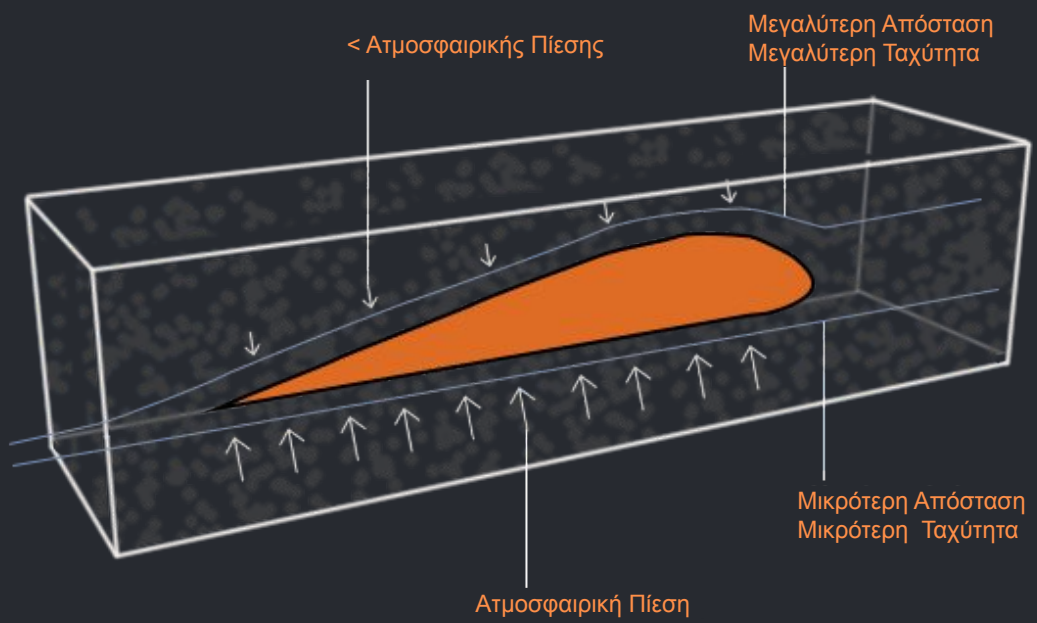 < Ατμοσφαιρικής Πίεσης
Μεγαλύτερη Απόσταση
Μεγαλύτερη Ταχύτητα
Μικρότερη Απόσταση
Μικρότερη Ταχύτητα
Ατμοσφαιρική Πίεση